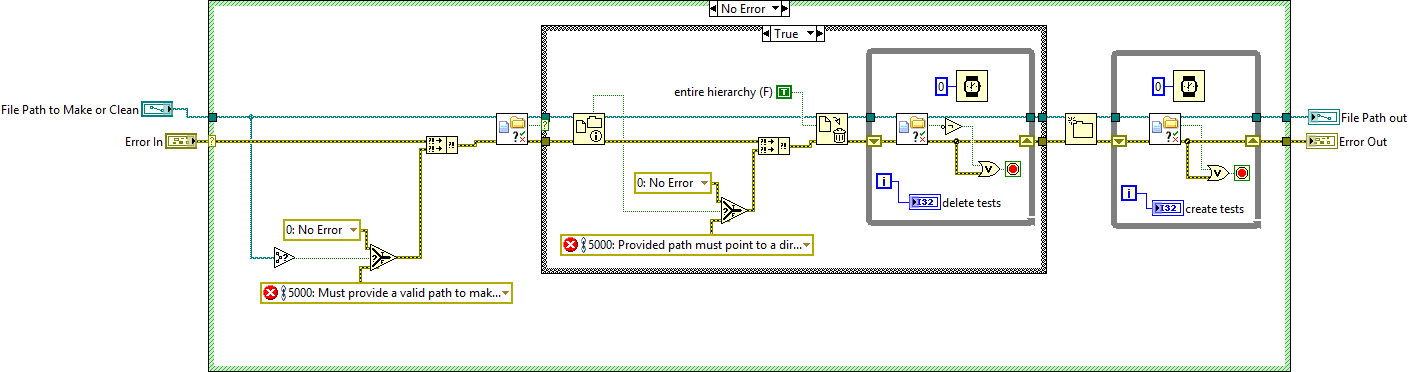 No Error
True
entire hierarchy (F) T
File Path to Make or Clean
Error In
File Path out
Error Out
0
0
0: No Error
i
I32 delete tests
i
I32 create tests
0: No Error
5000: Provided path must point to a dir...
5000: Must provide a valid path to mak...